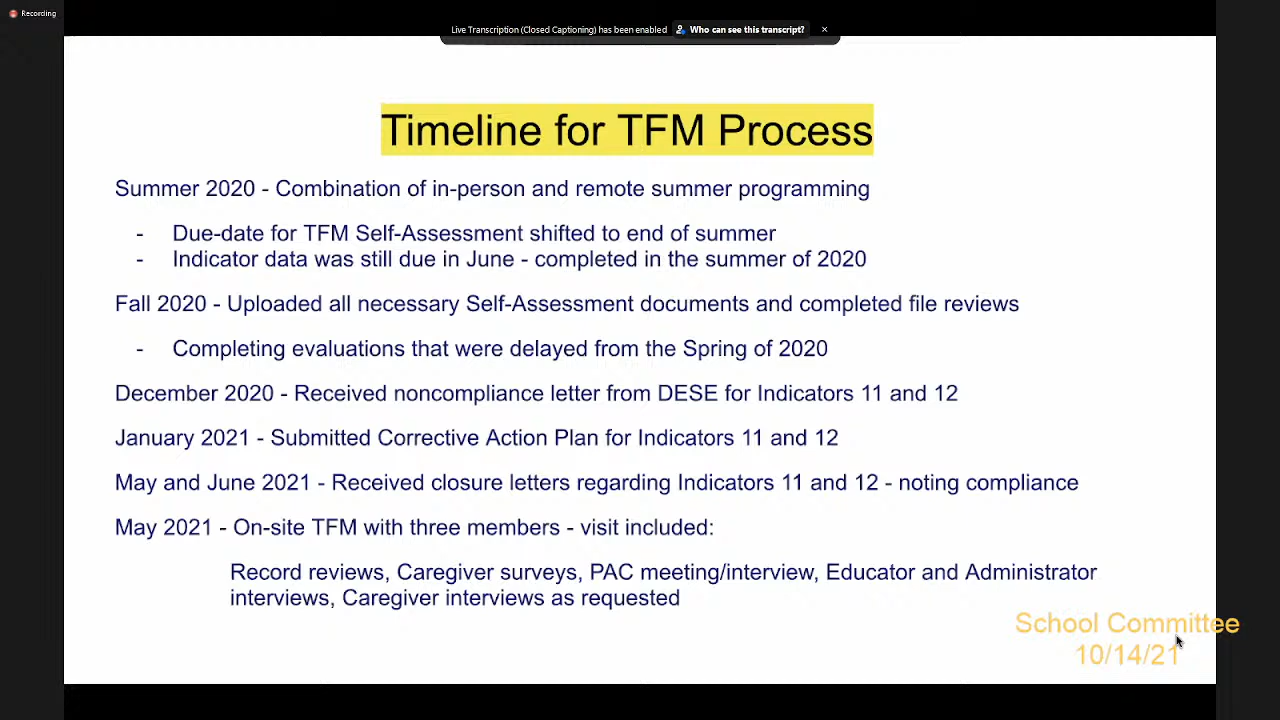 Recording
Live Transcription (Closed Captioning) has been enabled Who can see this transcript? ×
Timeline for TFM Process
Summer 2020 - Combination of in-person and remote summer programming
- Due-date for TFM Self-Assessment shifted to end of summer
- Indicator data was still due in June - completed in the summer of 2020
Fall 2020 - Uploaded all necessary Self-Assessment documents and completed file reviews
- Completing evaluations that were delayed from the Spring of 2020
December 2020 - Received noncompliance letter from DESE for Indicators 11 and 12
January 2021 - Submitted Corrective Action Plan for Indicators 11 and 12
May and June 2021 - Received closure letters regarding Indicators 11 and 12 - noting compliance
May 2021 - On-site TFM with three members - visit included:
Record reviews, Caregiver surveys, PAC meeting/interview, Educator and Administrator
interviews, Caregiver interviews as requested
School Committee
10/14/21